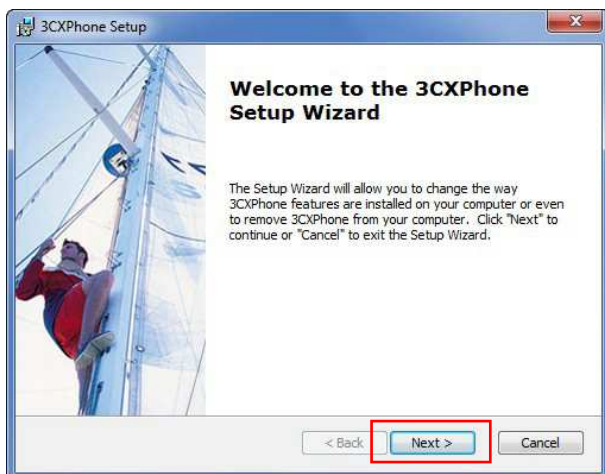 3CXPhone Setup
Welcome to the 3CXPhone
Setup Wizard
The Setup Wizard will allow you to change the way
3CXPhone features are installed on your computer or even
to remove 3CXPhone from your computer. Click "Next" to
continue or "Cancel" to exit the Setup Wizard.
< Back
Next >
Cancel